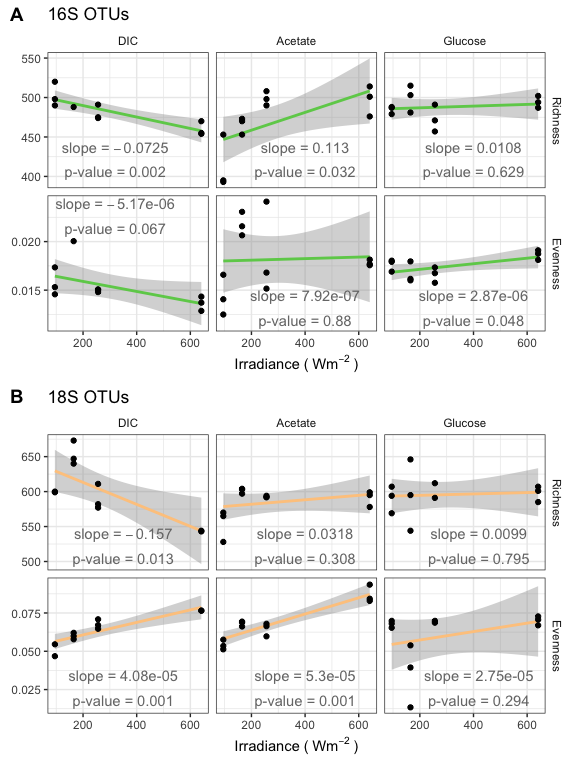 A 16S OTUs
DIC Acetate Glucose
550
500
450
400
slope = −0.0725
p-value = 0.002
slope = 0.113
p-value = 0.032
slope = 0.0108
p-value = 0.629
Richness
0.020
0.015
slope = −5.17e-06
p-value = 0.067
slope = 7.92e-07
p-value = 0.88
slope = 2.87e-06
p-value = 0.048
Evenness
200 400 600 200 400 600 200 400 600
Irradiance ( Wm⁻² )
B 18S OTUs
DIC Acetate Glucose
650
600
550
500
slope = −0.157
p-value = 0.013
slope = 0.0318
p-value = 0.308
slope = 0.0099
p-value = 0.795
Richness
0.075
0.050
0.025
slope = 4.08e-05
p-value = 0.001
slope = 5.3e-05
p-value = 0.001
slope = 2.75e-05
p-value = 0.294
Evenness
200 400 600 200 400 600 200 400 600
Irradiance ( Wm⁻² )